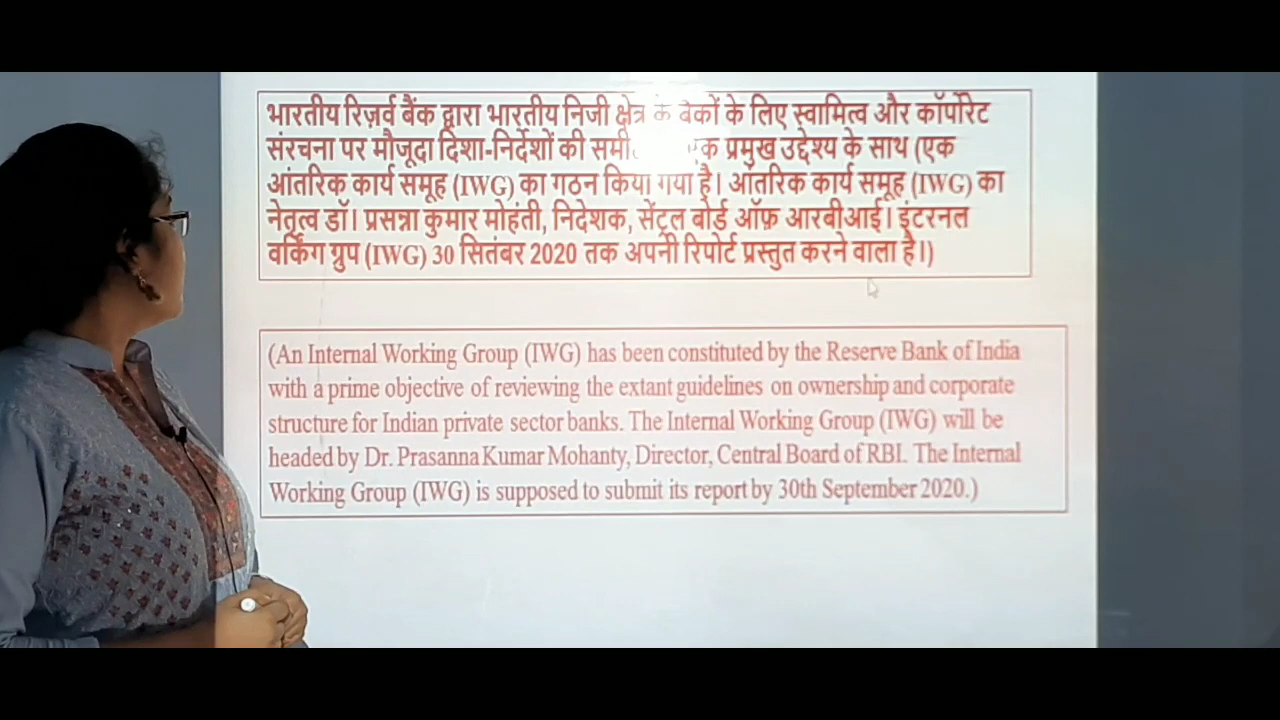 भारतीय रिज़र्व बैंक द्वारा भारतीय निजी क्षेत्र के बैंकों के लिए स्वामित्व और कॉर्पोरेट
संरचना पर मौजूदा दिशा-निर्देशों की प्रमुख उद्देश्य के साथ (एक
आंतरिक कार्य समूह (IWG) का गठन किया गया है। आंतरिक कार्य समूह (IWG) का
नेतृत्व डॉ। प्रसन्ना कुमार मोहंती, निदेशक, सेंट्रल बोर्ड ऑफ़ आरबीआई। इंटरनल
वर्किंग ग्रुप (IWG) 30 सितंबर 2020 तक अपनी रिपोर्ट प्रस्तुत करने वाला है।)
(An Internal Working Group (IWG) has been constituted by the Reserve Bank of India
with a prime objective of reviewing the extant guidelines on ownership and corporate
structure for Indian private sector banks. The Internal Working Group (IWG) will be
headed by Dr. Prasanna Kumar Mohanty, Director, Central Board of RBI. The Internal
Working Group (IWG) is supposed to submit its report by 30th September 2020.)